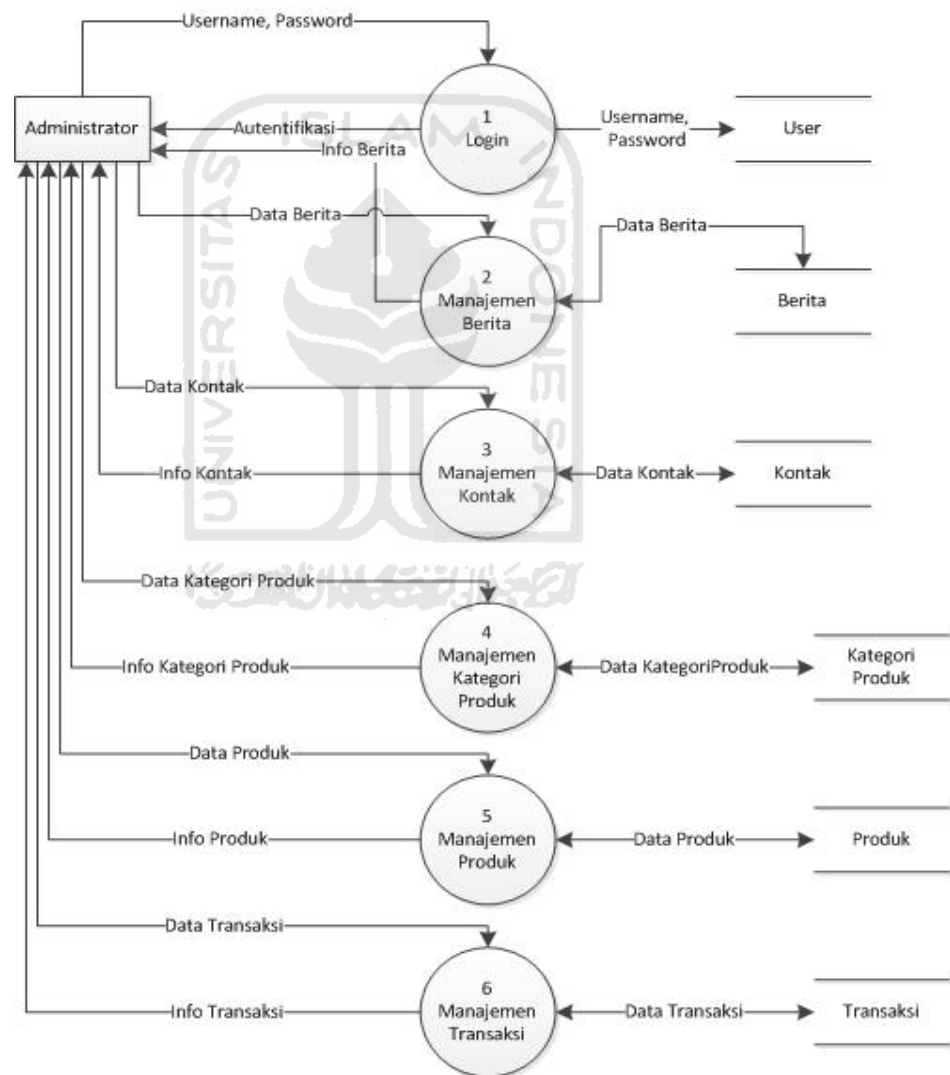 Username, Password
Administrator
Autentifikasi
Info Berita
1
Login
Username,
Password
User
Data Berita
2
Manajemen
Berita
Data Berita
Berita
Data Kontak
Info Kontak
3
Manajemen
Kontak
Data Kontak
Kontak
Data Kategori Produk
Info Kategori Produk
4
Manajemen
Kategori
Produk
Data KategoriProduk
Kategori
Produk
Data Produk
Info Produk
5
Manajemen
Produk
Data Produk
Produk
Data Transaksi
Info Transaksi
6
Manajemen
Transaksi
Data Transaksi
Transaksi
UNIVERSITAS
ISLAM
INDONESIA